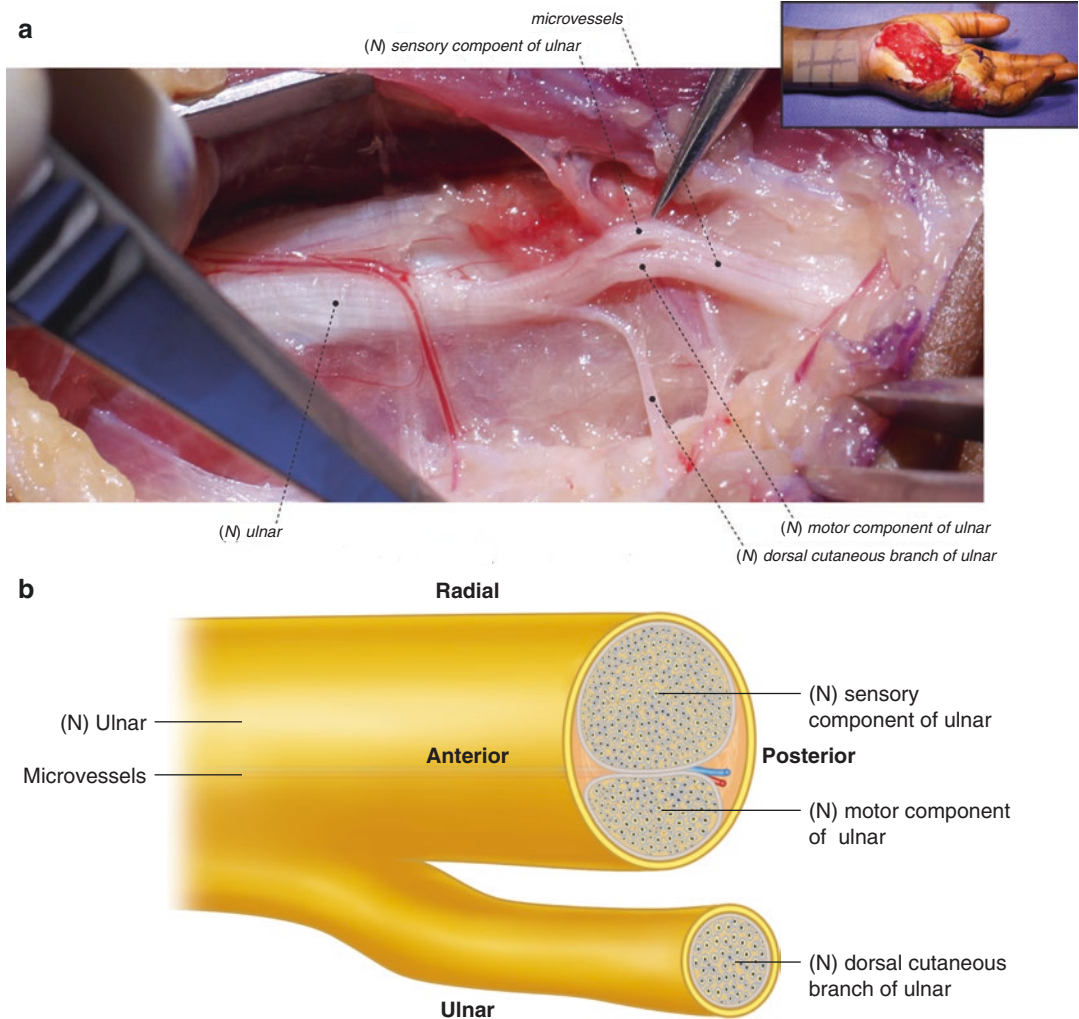 a
microvessels
(N) sensory compoent of ulnar
(N) ulnar
(N) motor component of ulnar
(N) dorsal cutaneous branch of ulnar
b
Radial
(N) Ulnar
Microvessels
Anterior
Posterior
(N) sensory
component of ulnar
(N) motor component
of ulnar
(N) dorsal cutaneous
branch of ulnar
Ulnar